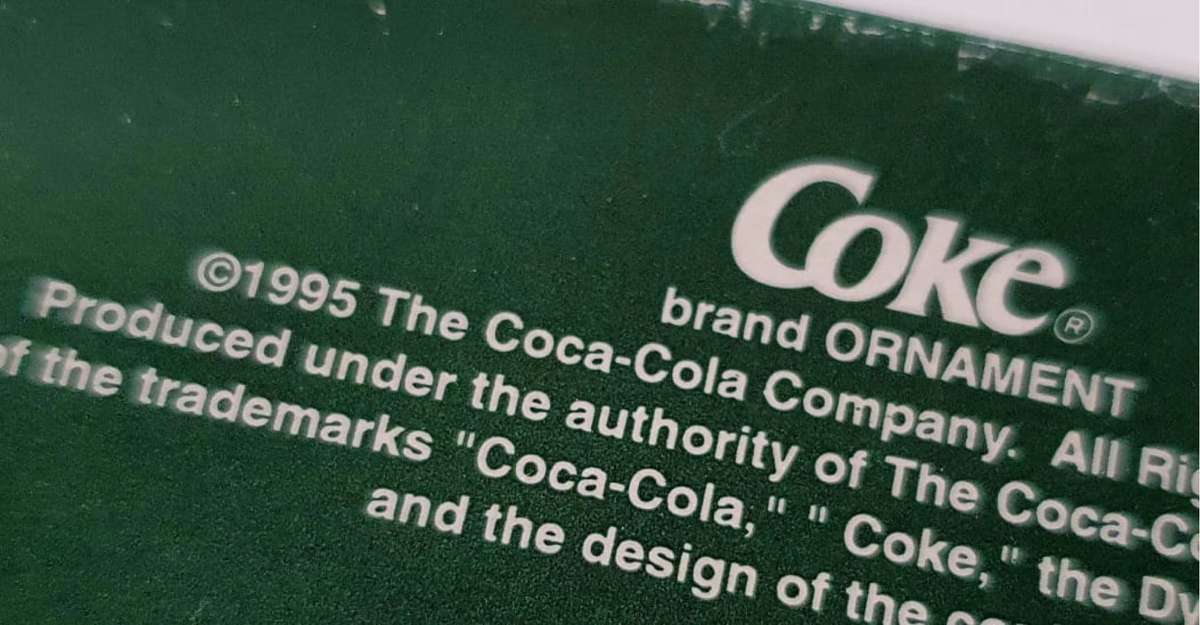 Coke®
brand ORNAMENT
©1995 The Coca-Cola Company. All
Produced under the authority of The
the trademarks "Coca-Cola," " Coke," the
and the design of the